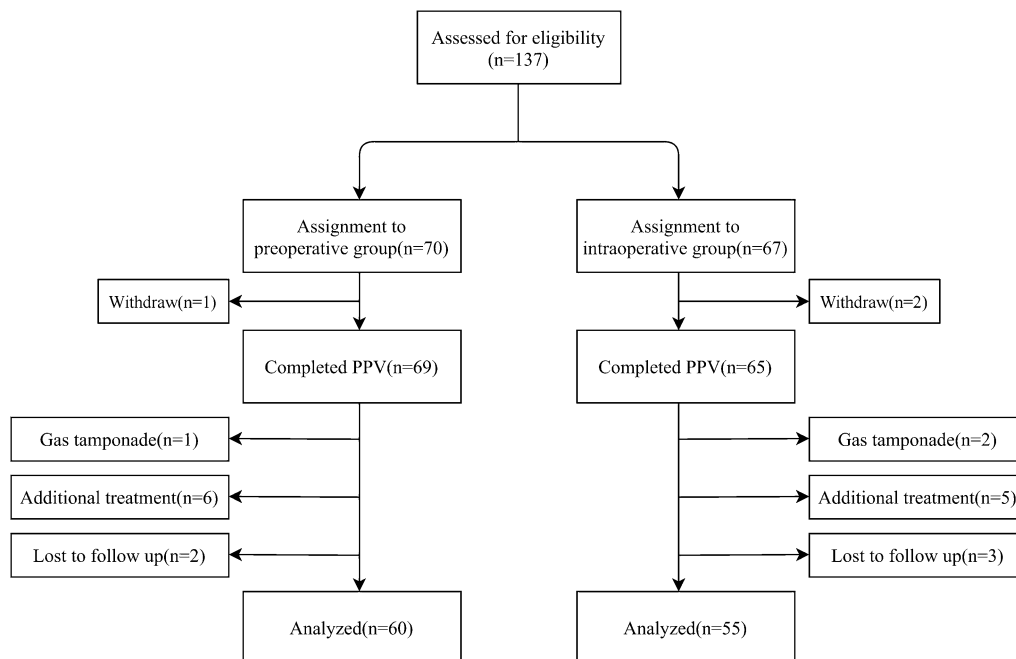 Assessed for eligibility
(n=137)
Assignment to
preoperative group(n=70)
Assignment to
intraoperative group(n=67)
Withdraw(n=1)
Withdraw(n=2)
Completed PPV(n=69)
Completed PPV(n=65)
Gas tamponade(n=1)
Gas tamponade(n=2)
Additional treatment(n=6)
Additional treatment(n=5)
Lost to follow up(n=2)
Lost to follow up(n=3)
Analyzed(n=60)
Analyzed(n=55)